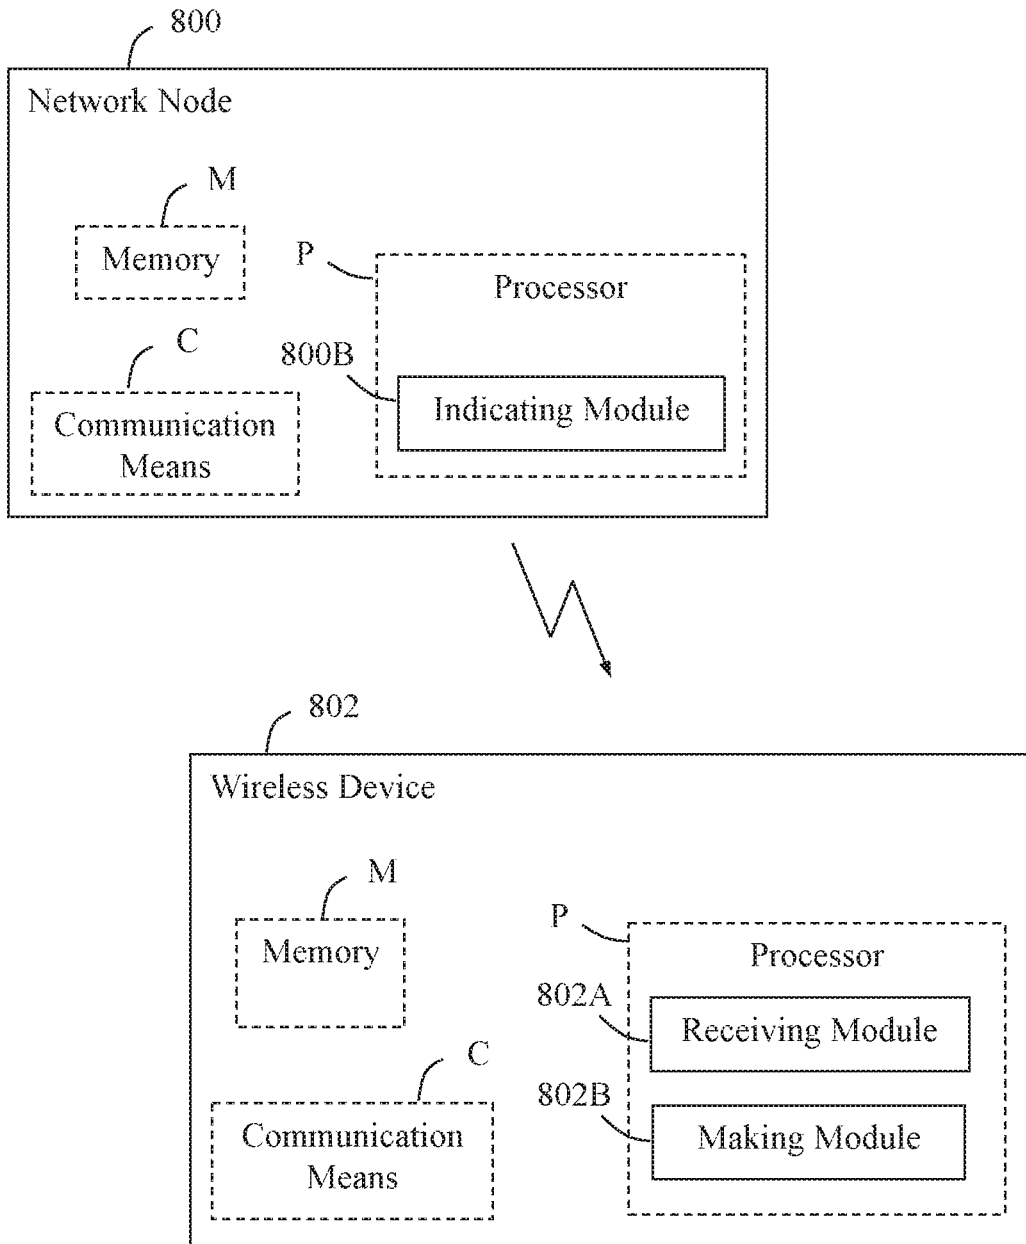 800
Network Node
M
Memory
P
Processor
C
800B
Communication
Means
Indicating Module
802
Wireless Device
M
Memory
P
Processor
802A
Receiving Module
C
802B
Communication
Means
Making Module